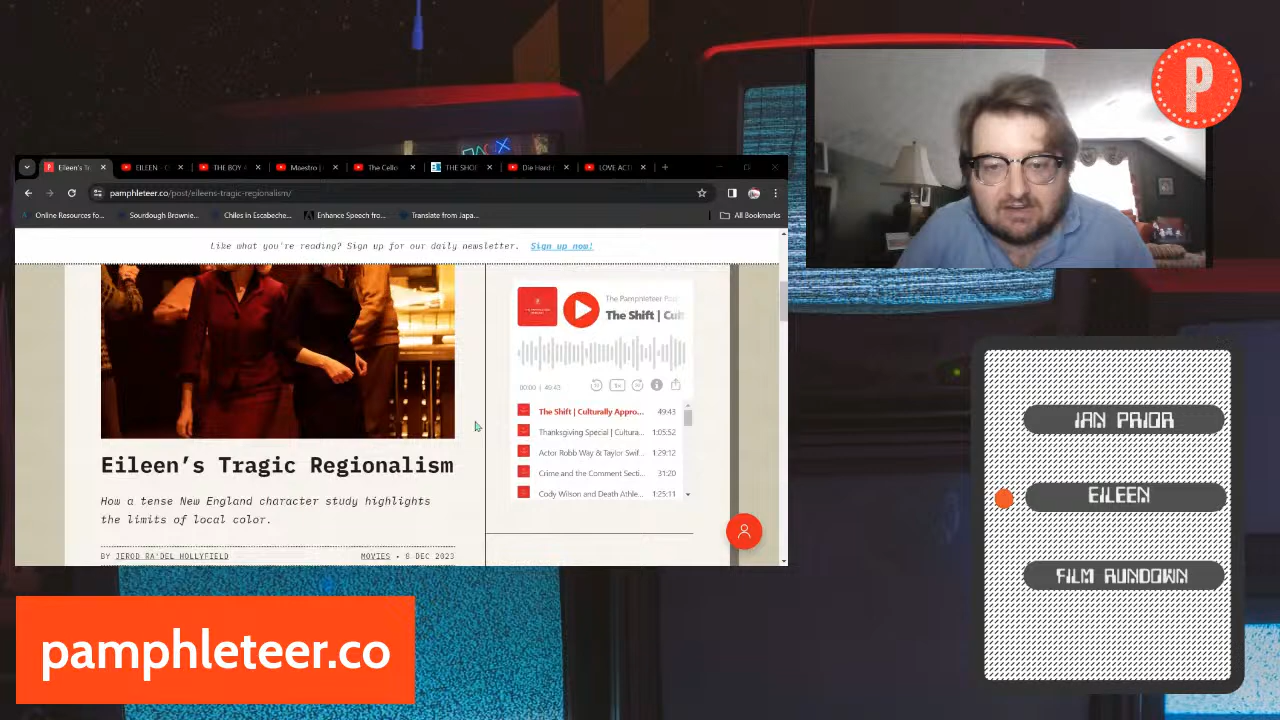 P
Eileen's Tr
EILEEN
THE BOY
Maestro
The Cello
THE SHO
Die Hard
LOVE ACT
pamphleteer.co/post/eileens-tragic-regionalism/
Online Resources fo...
Sourdough Brownie...
Chiles in Escabeche...
Enhance Speech fro...
Translate from Japa...
All Bookmarks
Like what you're reading? Sign up for our daily newsletter. Sign up now!
The Pamphleteer Po
The Shift | Cult
00:00 | 49:43
1x
The Shift | Culturally Appro... 49:43
Thanksgiving Special | Cultura... 1:05:52
Actor Robb Way & Taylor Swif... 1:29:12
Crime and the Comment Secti... 31:20
Cody Wilson and Death Athle... 1:25:11
Eileen's Tragic Regionalism
How a tense New England character study highlights
the limits of local color.
BY JEROD RA'DEL HOLLYFIELD
MOVIES • 8 DEC 2023
IAN PRIOR
EILEEN
FILM RUNDOWN
pamphleteer.co